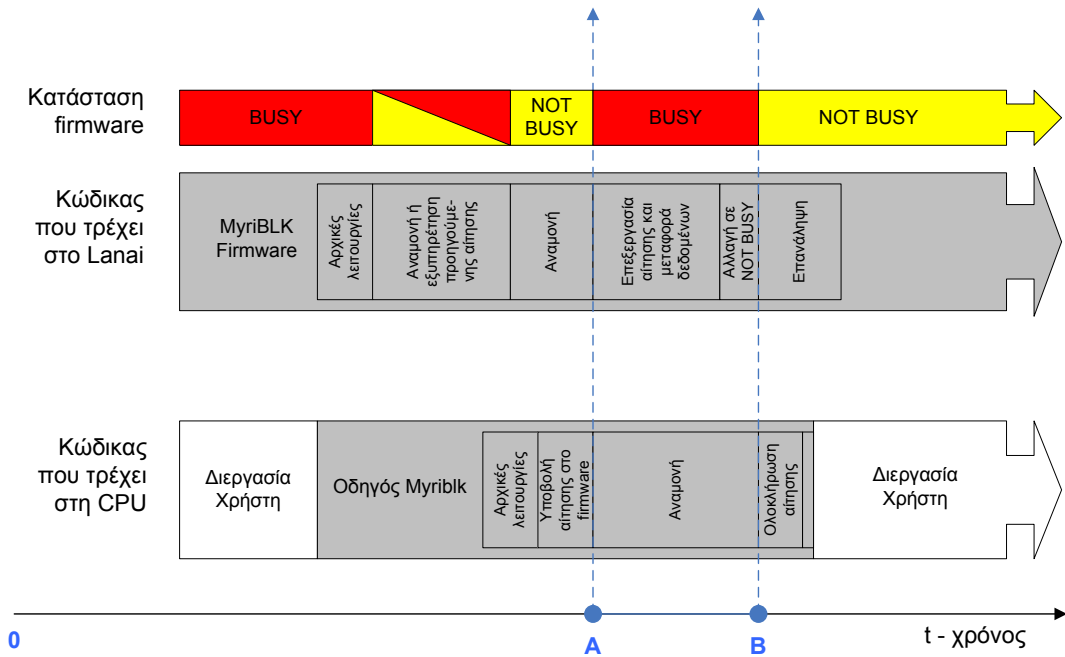 Κατάσταση
firmware
BUSY
NOT
BUSY
BUSY
NOT BUSY
Κώδικας
που τρέχει
στο Lanai
MyriBLK
Firmware
Αρχικές
λειτουργίες
Αναμονή ή
εξυπηρέτηση
προηγούμε-
νης αίτησης
Αναμονή
Επεξεργασία
αίτησης και
μεταφορά
δεδομένων
Αλλαγή σε
NOT BUSY
Επανάληψη
Κώδικας
που τρέχει
στη CPU
Διεργασία
Χρήστη
Οδηγός Myriblk
Αρχικές
λειτουργίες
Υποβολή
αίτησης στο
firmware
Αναμονή
Ολοκλήρωση
αίτησης
Διεργασία
Χρήστη
0
A
B
t - χρόνος